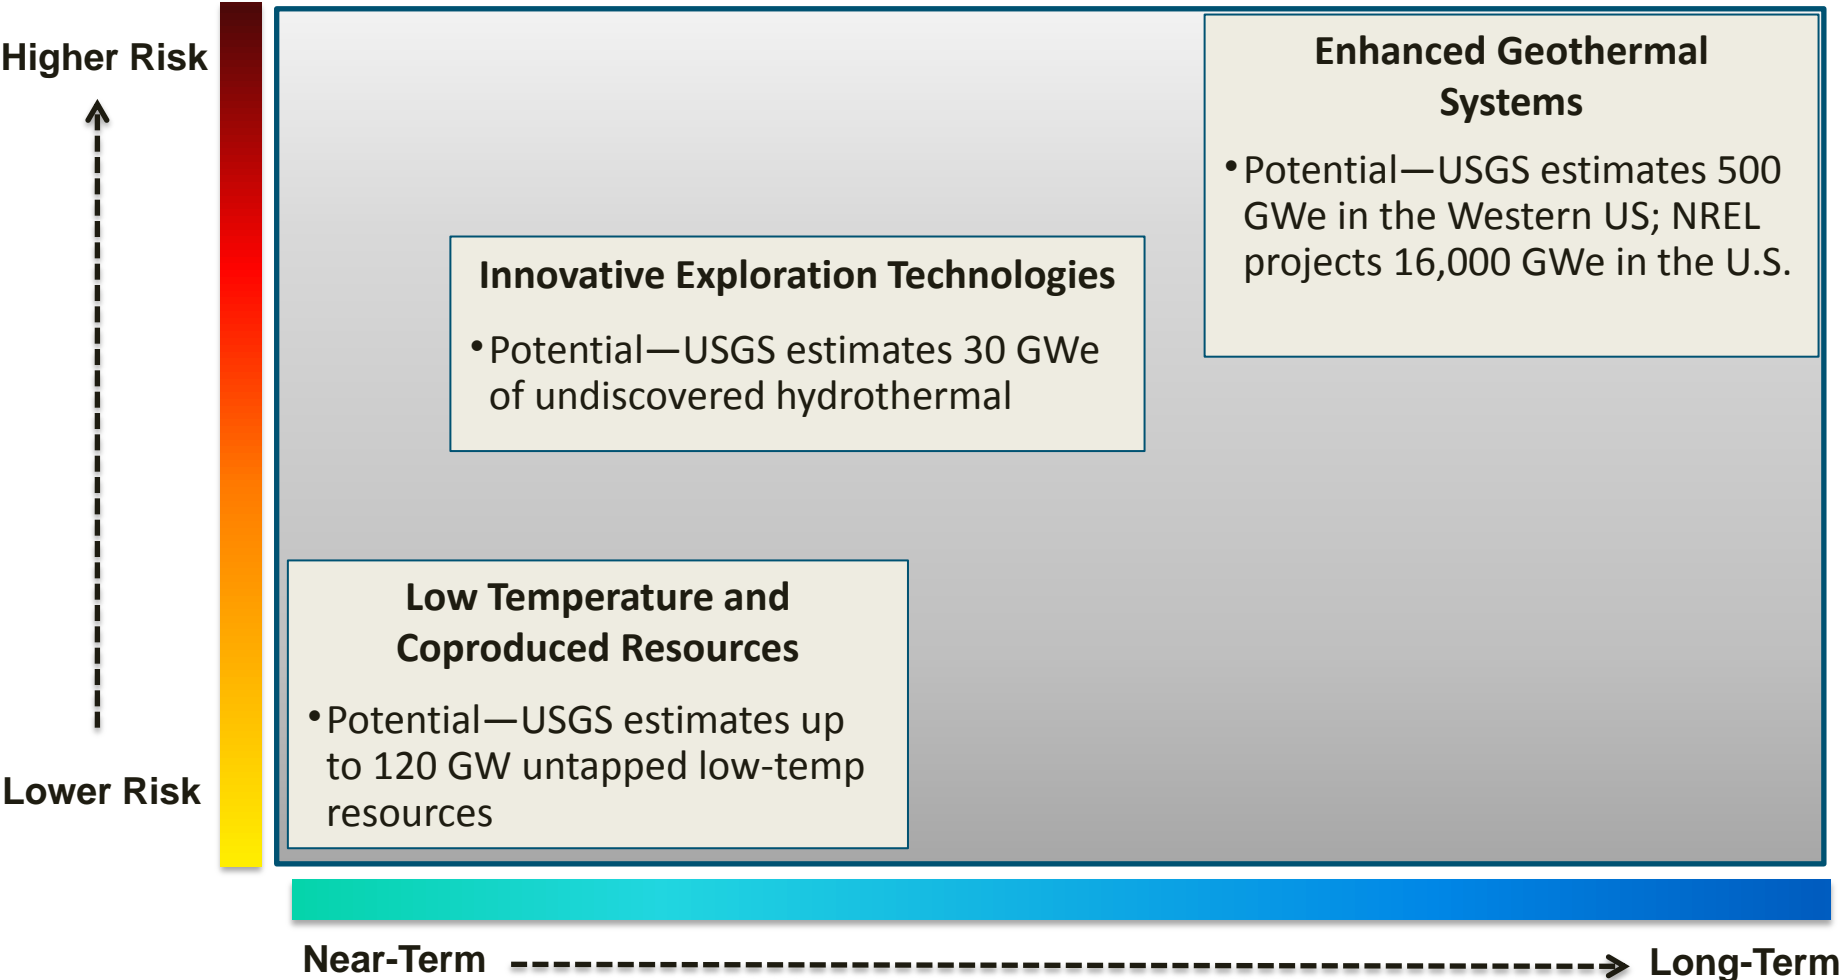 Higher Risk
Enhanced Geothermal
Systems
•Potential—USGS estimates 500
GWe in the Western US; NREL
projects 16,000 GWe in the U.S.
Innovative Exploration Technologies
•Potential—USGS estimates 30 GWe
of undiscovered hydrothermal
Low Temperature and
Coproduced Resources
•Potential—USGS estimates up
to 120 GW untapped low-temp
resources
Lower Risk
Near-Term
Long-Term